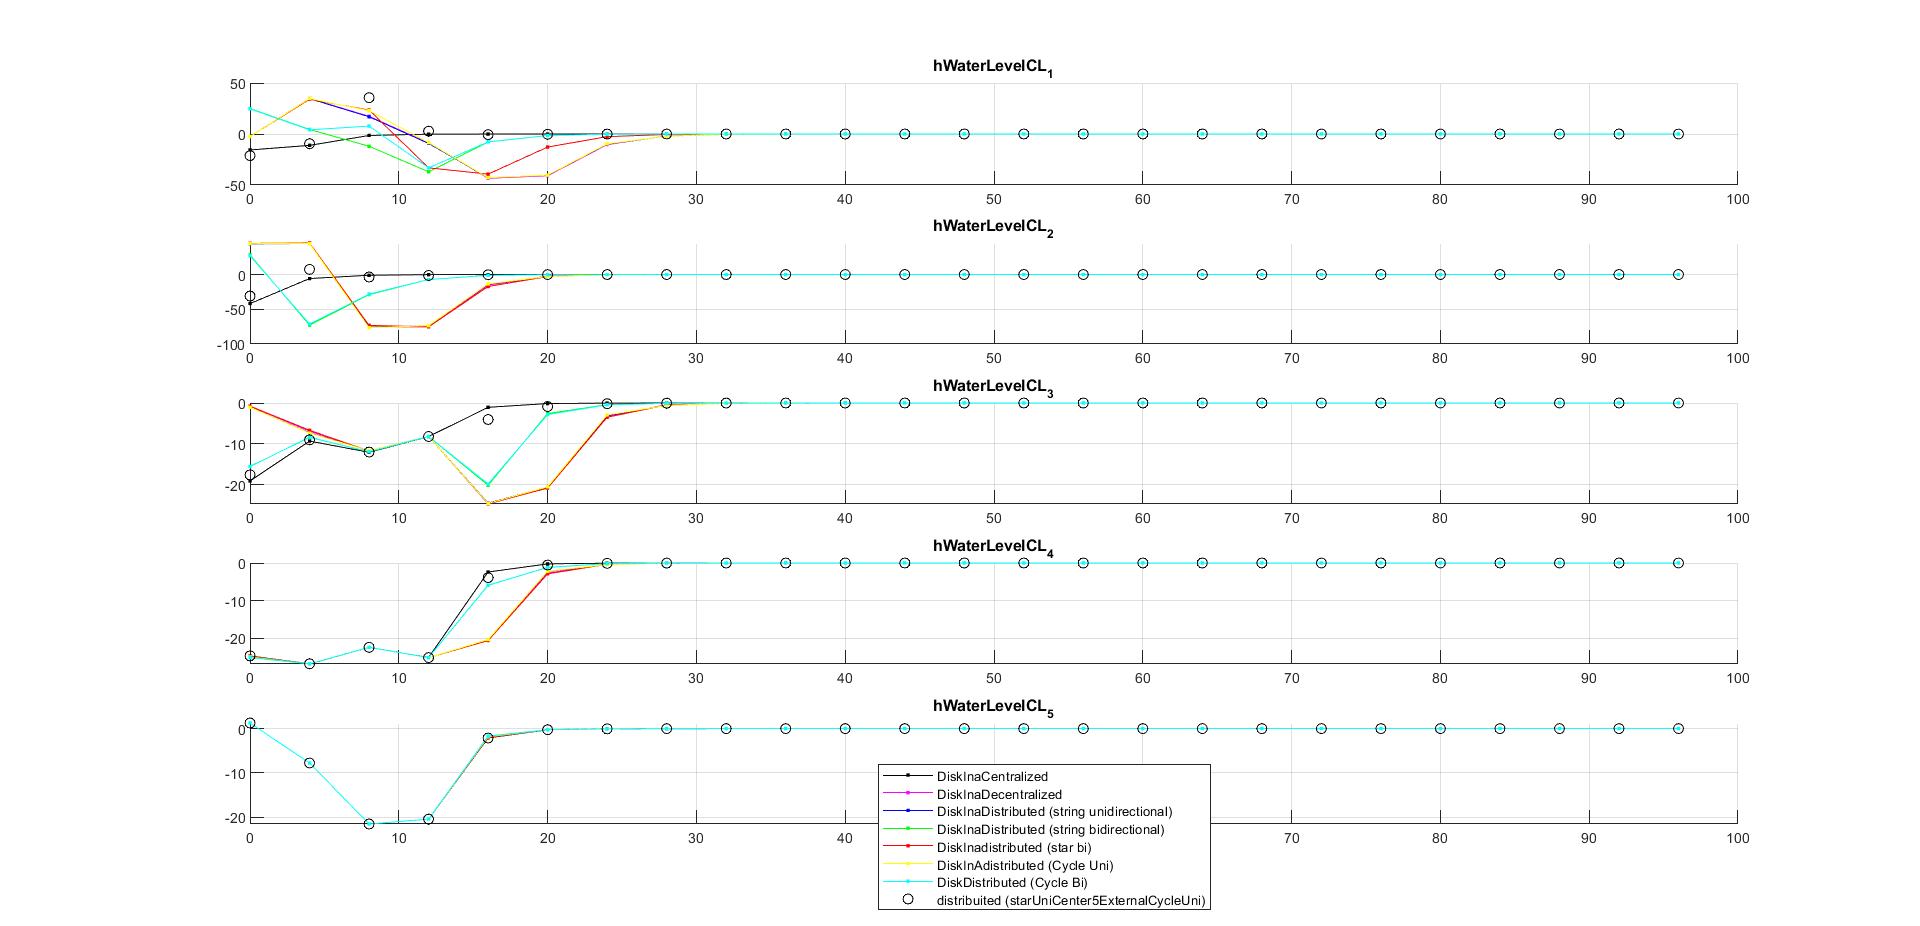 hWaterLevelCL1
50
0
-50
0 10 20 30 40 50 60 70 80 90 100
hWaterLevelCL2
0
-50
-100
0 10 20 30 40 50 60 70 80 90 100
hWaterLevelCL3
0
-10
-20
0 10 20 30 40 50 60 70 80 90 100
hWaterLevelCL4
0
-10
-20
0 10 20 30 40 50 60 70 80 90 100
hWaterLevelCL5
0
-10
-20
0 10 20 30 40 70 80 90 100
DiskInaCentralized
DiskInaDecentralized
DiskInaDistributed (string unidirectional)
DiskInaDistributed (string bidirectional)
DiskInadistributed (star bi)
DiskInAdistributed (Cycle Uni)
DiskDistributed (Cycle Bi)
distribuited (starUniCenter5ExternalCycleUni)